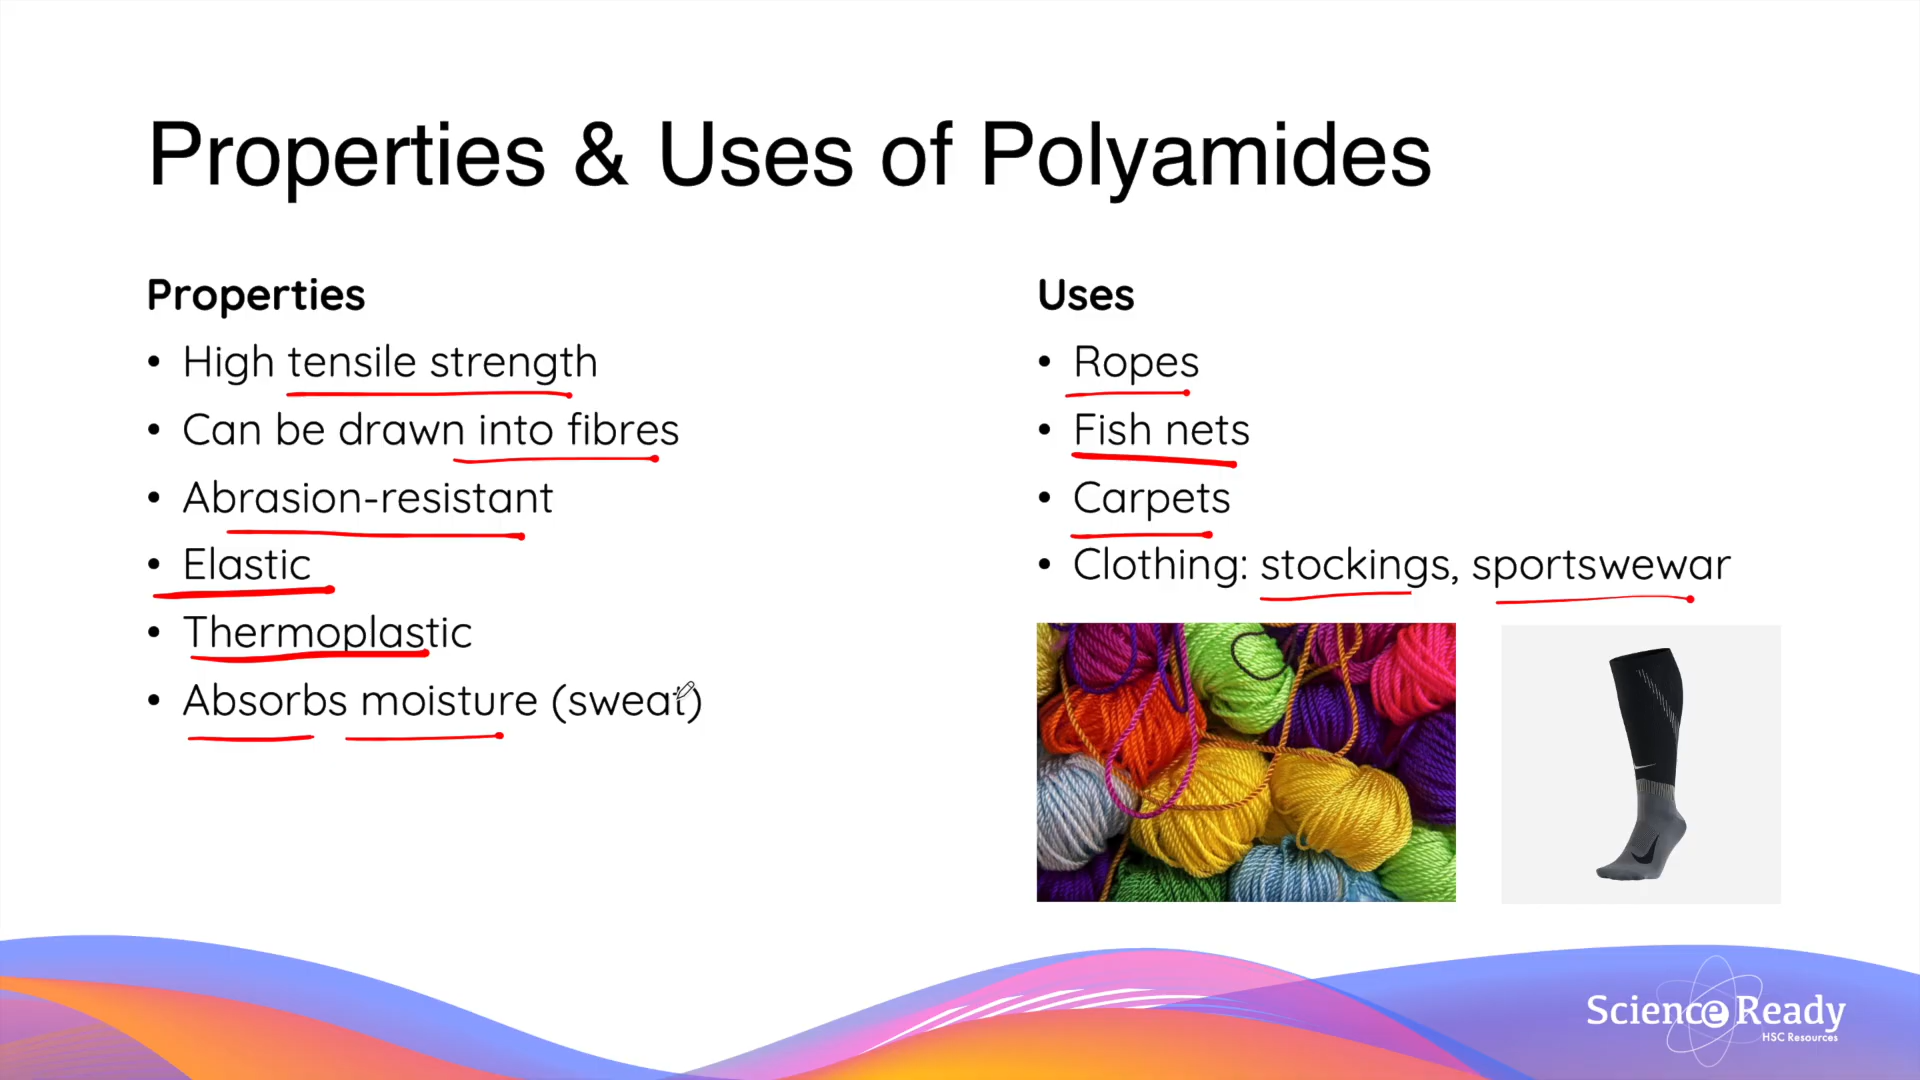 Properties & Uses of Polyamides
Properties
• High tensile strength
• Can be drawn into fibres
• Abrasion-resistant
• Elastic
• Thermoplastic
• Absorbs moisture (sweat)
Uses
• Ropes
• Fish nets
• Carpets
• Clothing: stockings, sportswewar
Science Ready
HSC Resources